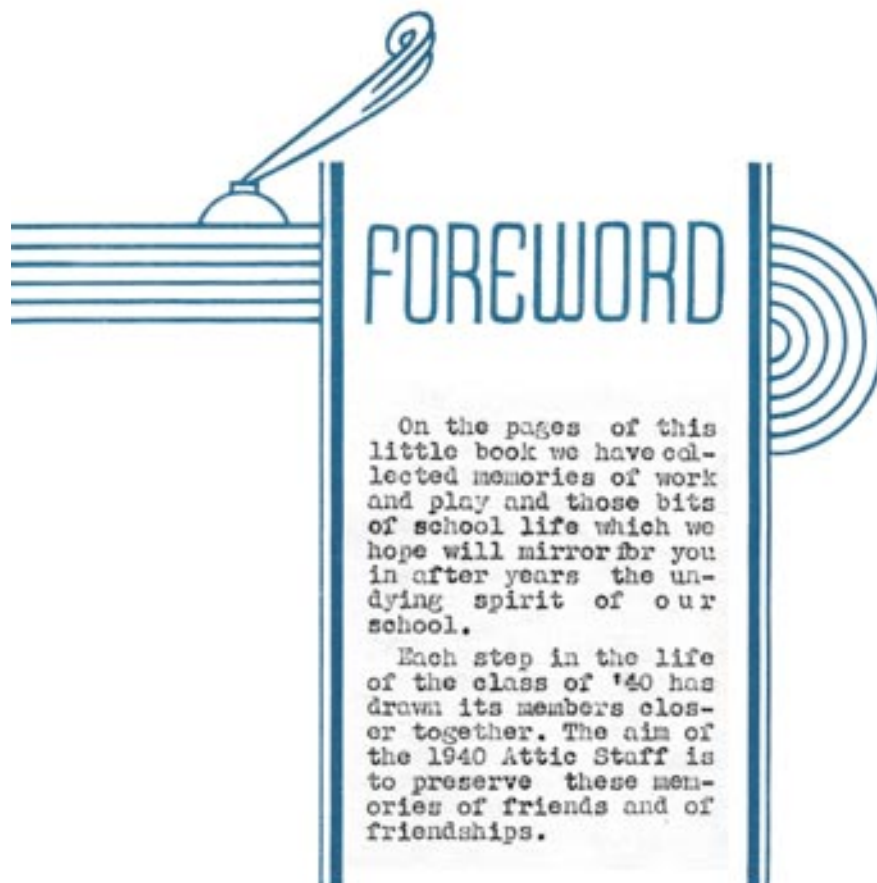 FOREWORD
On the pages of this
little book we have col-
lected memories of work
and play and those bits
of school life which we
hope will mirror for you
in after years the un-
dying spirit of our
school.
Each step in the life
of the class of '40 has
drawn its members clos-
er together. The aim of
the 1940 Attic Staff is
to preserve these mem-
ories of friends and of
friendships.